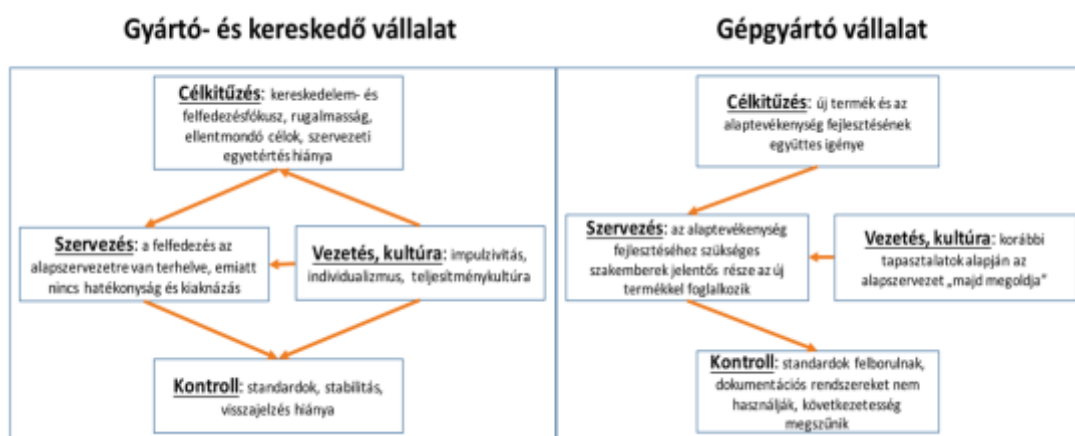 Gyártó- és kereskedő vállalat
Célkitűzés: kereskedelem- és
felfedezésfókusz, rugalmasság,
ellentmondó célok, szervezeti
egyetértés hiánya
Szervezés: a felfedezés az
alapszervezetre van terhelve, emiatt
nincs hatékonyság és kiaknázás
Vezetés, kultúra: impulzivitás,
individualizmus, teljesítménykultúra
Kontroll: standardok, stabilitás,
visszajelzés hiánya
Gépgyártó vállalat
Célkitűzés: új termék és az
alaptevékenység fejlesztésének
együttes igénye
Szervezés: az alaptevékenység
fejlesztéséhez szükséges
szakemberek jelentős része az új
termékkel foglalkozik
Vezetés, kultúra: korábbi
tapasztalatok alapján az
alapszervezet „majd megoldja”
Kontroll: standardok felborulnak,
dokumentációs rendszereket nem
használják, következetesség
megszűnik